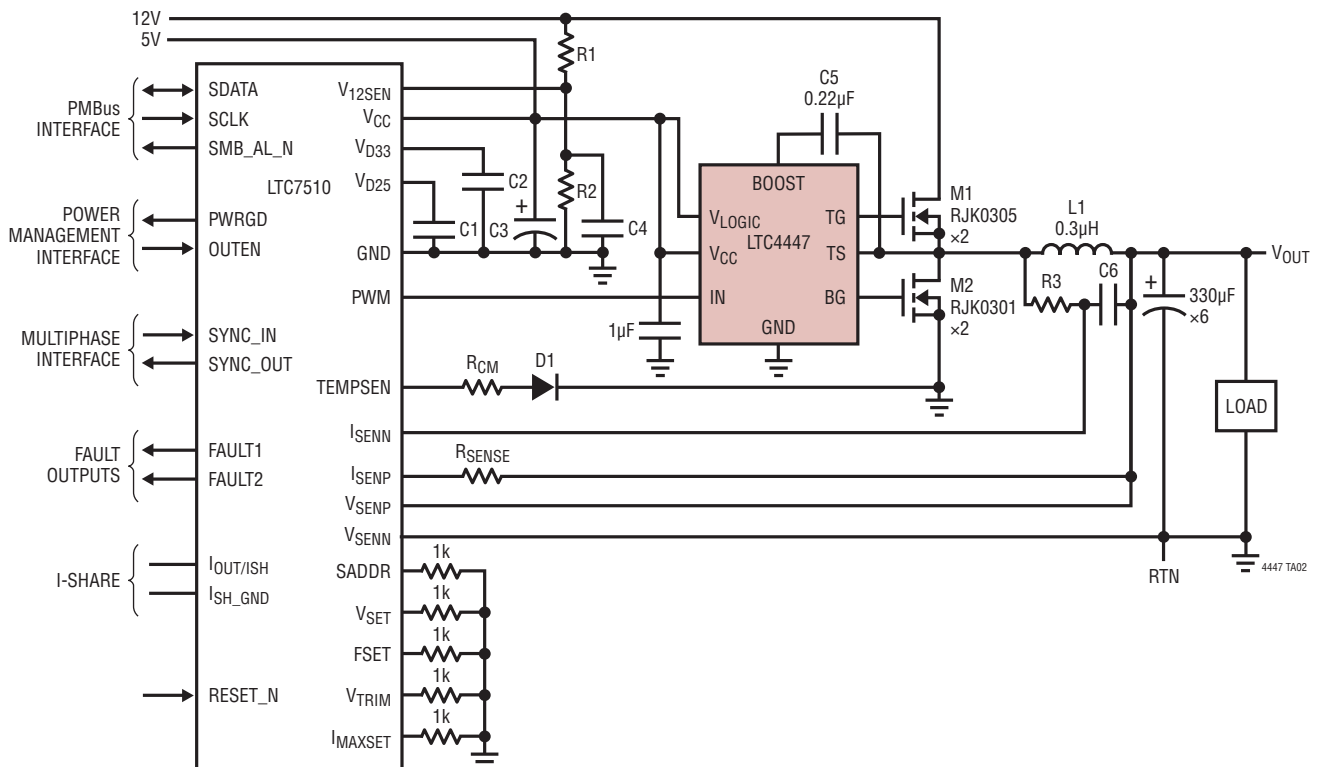 12V
5V
R1
C5
0.22µF
PMBus
INTERFACE
SDATA
SCLK
SMB_AL_N
V12SEN
VCC
VD33
VD25
LTC7510
C2
R2
C1
C3
+
C4
BOOST
VLOGIC
TG
LTC4447
VCC
TS
IN
BG
GND
M1
RJK0305
×2
M2
RJK0301
×2
L1
0.3µH
R3
C6
VOUT
+
330µF
×6
POWER
MANAGEMENT
INTERFACE
PWRGD
OUTEN
GND
PWM
1µF
MULTIPHASE
INTERFACE
SYNC_IN
SYNC_OUT
TEMPSEN
RCM
D1
LOAD
FAULT
OUTPUTS
FAULT1
FAULT2
ISENN
ISENP
RSENSE
VSENP
VSENN
I-SHARE
IOUT/ISH
ISH_GND
SADDR
1k
VSET
1k
FSET
1k
VTRIM
1k
IMAXSET
1k
RESET_N
RTN
4447 TA02